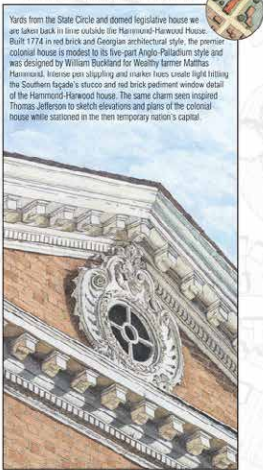 Yards from the State Circle and domed legislative house we
are taken back in time outside the Hammond-Harwood House.
Built 1774 in red brick and Georgian architectural style, the premier
colonial house is modest to its five-part Anglo-Palladium style and
was designed by William Buckland for Wealthy farmer Matthas
Hammond. Intense pen stippling and marker hues create light hitting
the Southern façade's stucco and red brick pediment window detail
of the Hammond-Harwood house. The same charm seen inspired
Thomas Jefferson to sketch elevations and plans of the colonial
house while stationed in the then temporary nation's capital.